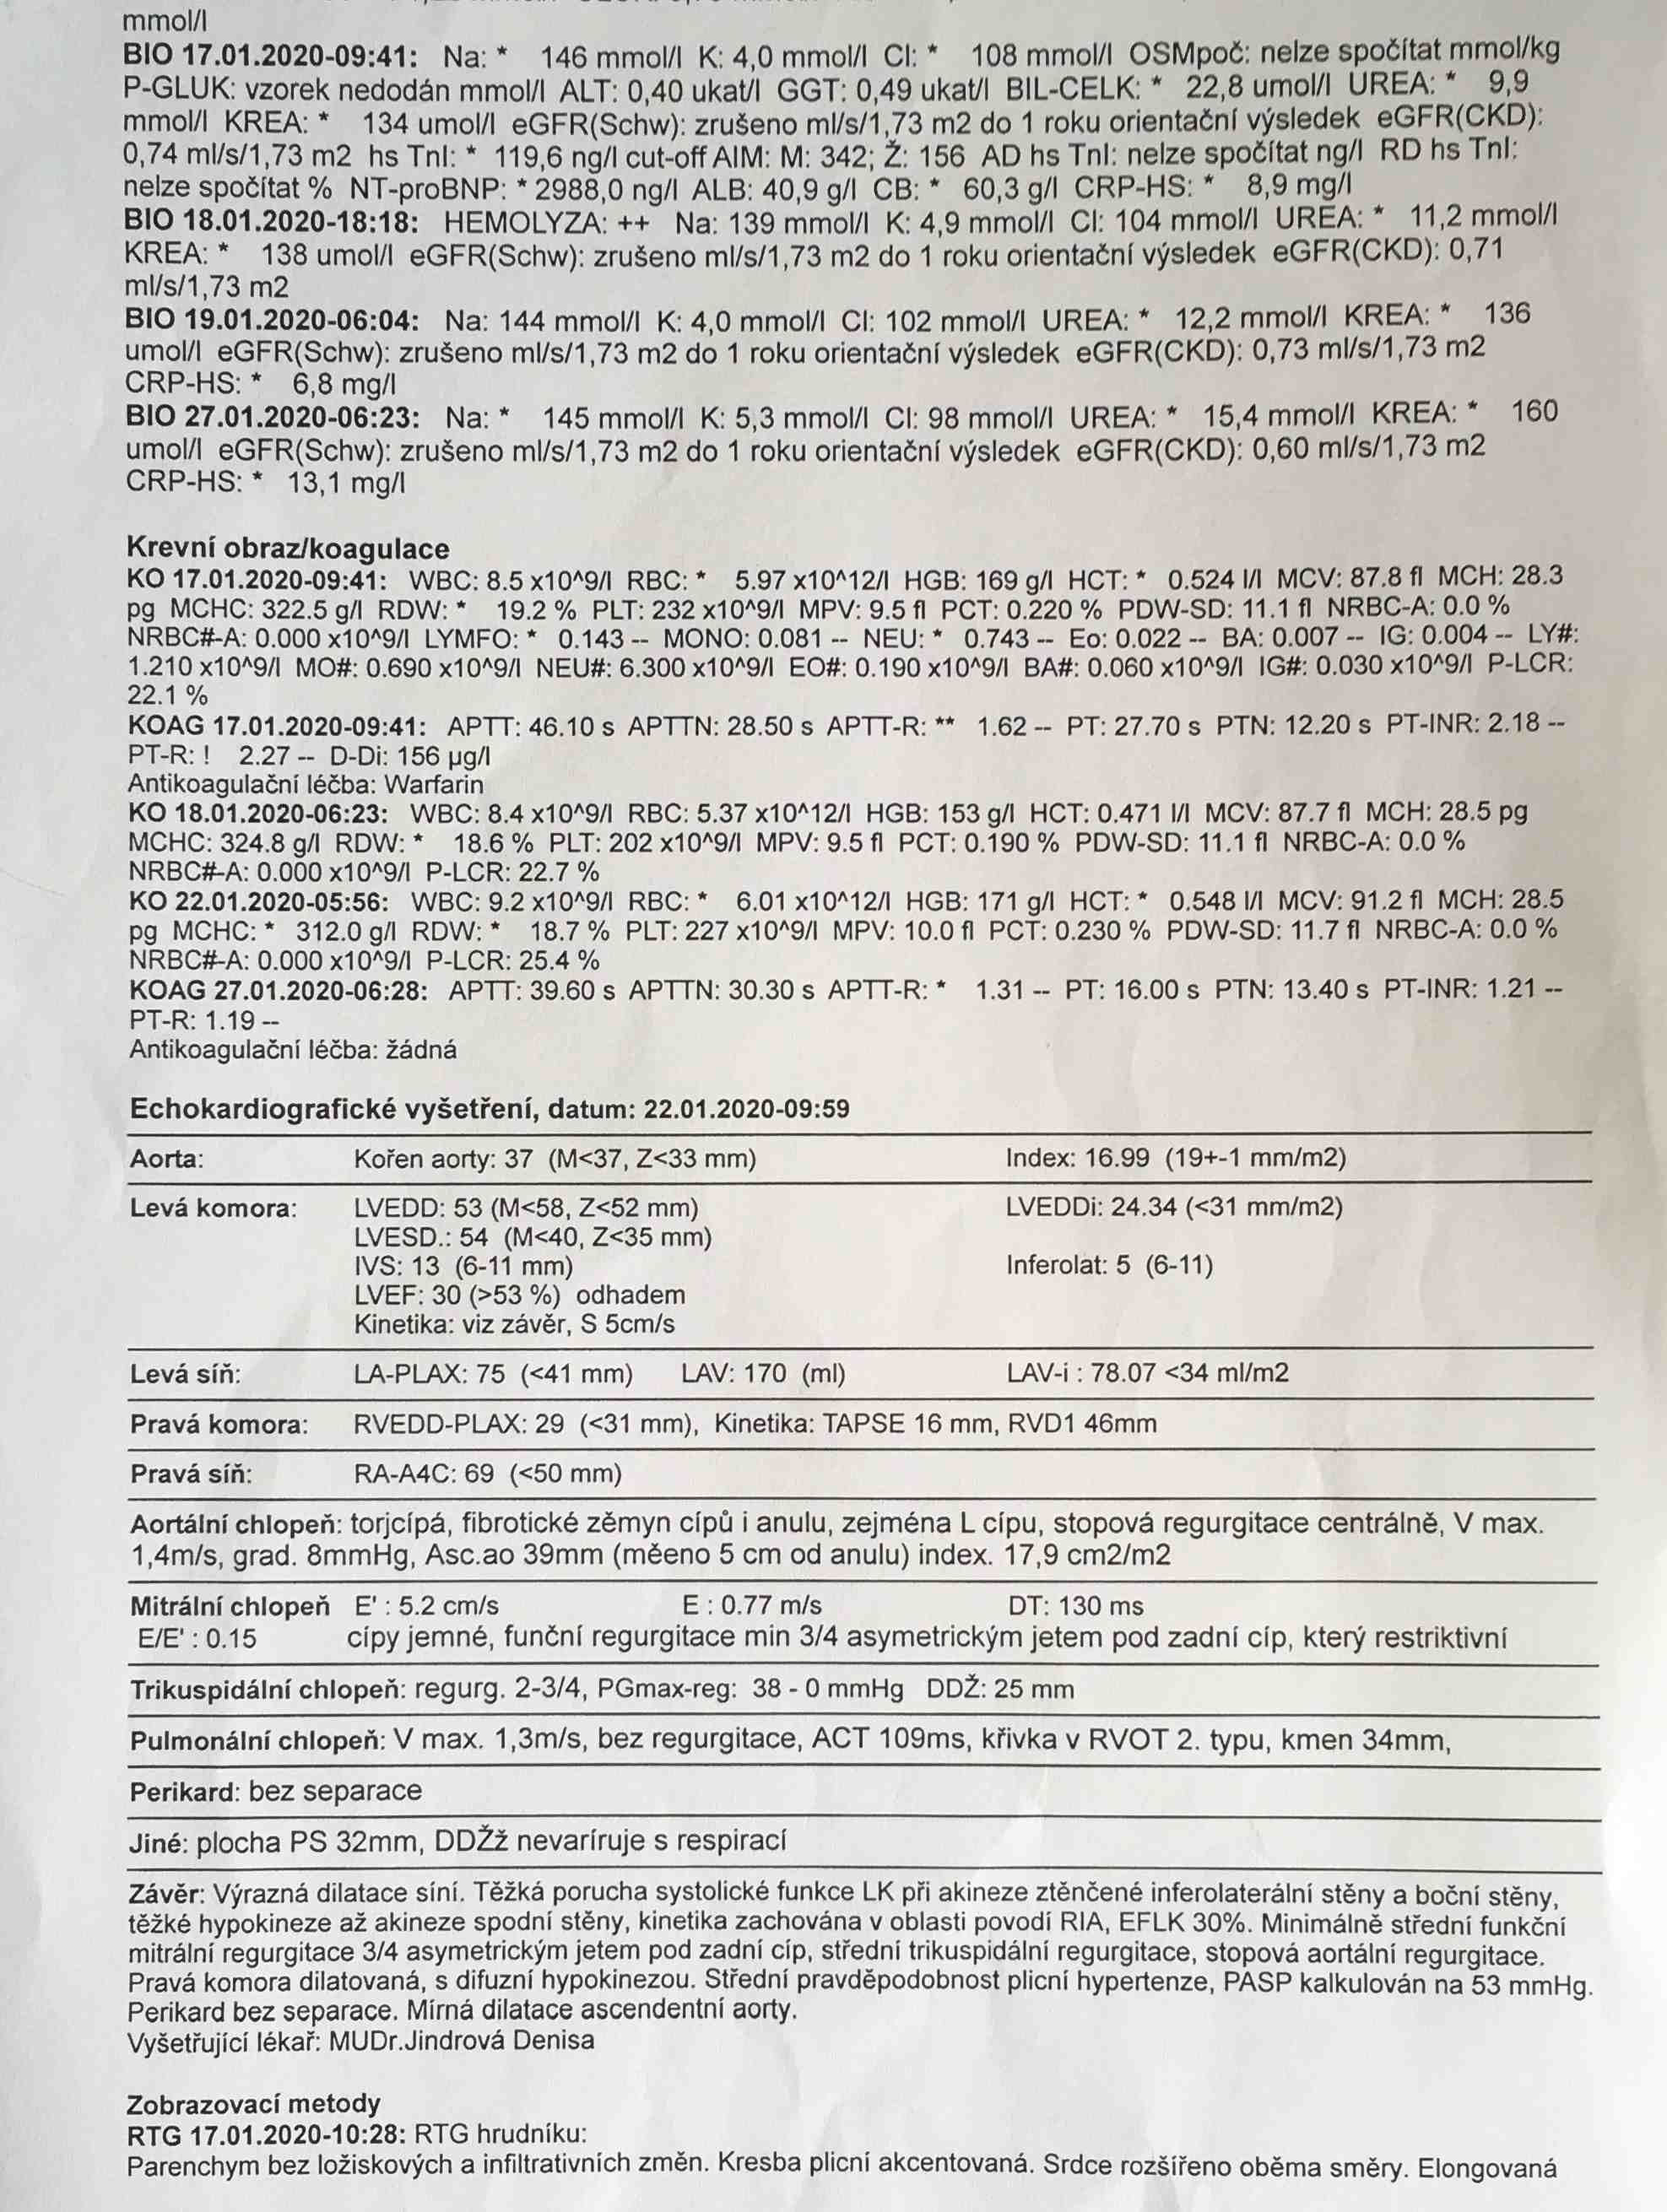 mmol/l
BIO 17.01.2020-09:41: Na: * 146 mmol/l K: 4,0 mmol/l Cl: * 108 mmol/l OSMpoč: nelze spočítat mmol/kg
P-GLUK: vzorek nedodán mmol/l ALT: 0,40 ukat/l GGT: 0,49 ukat/l BIL-CELK: * 22,8 umol/l UREA: * 9,9
mmol/l KREA: * 134 umol/l eGFR(Schw): zrušeno ml/s/1,73 m2 do 1 roku orientační výsledek eGFR(CKD):
0,74 ml/s/1,73 m2 hs TnI: * 119,6 ng/l cut-off AIM: M: 342; Ž: 156 AD hs TnI: nelze spočítat ng/l RD hs TnI:
nelze spočítat % NT-proBNP: * 2988,0 ng/l ALB: 40,9 g/l CB: * 60,3 g/l CRP-HS: * 8,9 mg/l
BIO 18.01.2020-18:18: HEMOLYZA: ++ Na: 139 mmol/l K: 4,9 mmol/l Cl: 104 mmol/l UREA: * 11,2 mmol/l
KREA: * 138 umol/l eGFR(Schw): zrušeno ml/s/1,73 m2 do 1 roku orientační výsledek eGFR(CKD): 0,71
ml/s/1,73 m2
BIO 19.01.2020-06:04: Na: 144 mmol/l K: 4,0 mmol/l Cl: 102 mmol/l UREA: * 12,2 mmol/l KREA: * 136
umol/l eGFR(Schw): zrušeno ml/s/1,73 m2 do 1 roku orientační výsledek eGFR(CKD): 0,73 ml/s/1,73 m2
CRP-HS: * 6,8 mg/l
BIO 27.01.2020-06:23: Na: * 145 mmol/l K: 5,3 mmol/l Cl: 98 mmol/l UREA: * 15,4 mmol/l KREA: * 160
umol/l eGFR(Schw): zrušeno ml/s/1,73 m2 do 1 roku orientační výsledek eGFR(CKD): 0,60 ml/s/1,73 m2
CRP-HS: * 13,1 mg/l
Krevní obraz/koagulace
KO 17.01.2020-09:41: WBC: 8.5 x10^9/l RBC: * 5.97 x10^12/l HGB: 169 g/l HCT: * 0.524 l/l MCV: 87.8 fl MCH: 28.3
pg MCHC: 322.5 g/l RDW: * 19.2 % PLT: 232 x10^9/l MPV: 9.5 fl PCT: 0.220 % PDW-SD: 11.1 fl NRBC-A: 0.0 %
NRBC#-A: 0.000 x10^9/l LYMFO: * 0.143 -- MONO: 0.081 -- NEU: * 0.743 -- Eo: 0.022 -- BA: 0.007 -- IG: 0.004 -- LY#:
1.210 x10^9/l MO#: 0.690 x10^9/l NEU#: 6.300 x10^9/l EO#: 0.190 x10^9/l BA#: 0.060 x10^9/l IG#: 0.030 x10^9/l P-LCR:
22.1 %
KOAG 17.01.2020-09:41: APTT: 46.10 s APTTN: 28.50 s APTT-R: ** 1.62 -- PT: 27.70 s PTN: 12.20 s PT-INR: 2.18 --
PT-R: ! 2.27 -- D-Di: 156 µg/l
Antikoagulační léčba: Warfarin
KO 18.01.2020-06:23: WBC: 8.4 x10^9/l RBC: 5.37 x10^12/l HGB: 153 g/l HCT: 0.471 l/l MCV: 87.7 fl MCH: 28.5 pg
MCHC: 324.8 g/l RDW: * 18.6 % PLT: 202 x10^9/l MPV: 9.5 fl PCT: 0.190 % PDW-SD: 11.1 fl NRBC-A: 0.0 %
NRBC#-A: 0.000 x10^9/l P-LCR: 22.7 %
KO 22.01.2020-05:56: WBC: 9.2 x10^9/l RBC: * 6.01 x10^12/l HGB: 171 g/l HCT: * 0.548 l/l MCV: 91.2 fl MCH: 28.5
pg MCHC: * 312.0 g/l RDW: * 18.7 % PLT: 227 x10^9/l MPV: 10.0 fl PCT: 0.230 % PDW-SD: 11.7 fl NRBC-A: 0.0 %
NRBC#-A: 0.000 x10^9/l P-LCR: 25.4 %
KOAG 27.01.2020-06:28: APTT: 39.60 s APTTN: 30.30 s APTT-R: * 1.31 -- PT: 16.00 s PTN: 13.40 s PT-INR: 1.21 --
PT-R: 1.19 --
Antikoagulační léčba: žádná
Echokardiografické vyšetření, datum: 22.01.2020-09:59
Aorta: Kořen aorty: 37 (M<37, Z<33 mm) Index: 16.99 (19+-1 mm/m2)
Levá komora: LVEDD: 53 (M<58, Z<52 mm) LVEDDi: 24.34 (<31 mm/m2)
LVESD.: 54 (M<40, Z<35 mm)
IVS: 13 (6-11 mm) Inferolat: 5 (6-11)
LVEF: 30 (>53 %) odhadem
Kinetika: viz závěr, S 5cm/s
Levá síň: LA-PLAX: 75 (<41 mm) LAV: 170 (ml) LAV-i : 78.07 <34 ml/m2
Pravá komora: RVEDD-PLAX: 29 (<31 mm), Kinetika: TAPSE 16 mm, RVD1 46mm
Pravá síň: RA-A4C: 69 (<50 mm)
Aortální chlopeň: torjcípá, fibrotické zěmyn cípů i anulu, zejména L cípu, stopová regurgitace centrálně, V max.
1,4m/s, grad. 8mmHg, Asc.ao 39mm (měeno 5 cm od anulu) index. 17,9 cm2/m2
Mitrální chlopeň E' : 5.2 cm/s E : 0.77 m/s DT: 130 ms
E/E' : 0.15 cípy jemné, funční regurgitace min 3/4 asymetrickým jetem pod zadní cíp, který restriktivní
Trikuspidální chlopeň: regurg. 2-3/4, PGmax-reg: 38 - 0 mmHg DDŽ: 25 mm
Pulmonální chlopeň: V max. 1,3m/s, bez regurgitace, ACT 109ms, křivka v RVOT 2. typu, kmen 34mm,
Perikard: bez separace
Jiné: plocha PS 32mm, DDŽž nevaríruje s respirací
Závěr: Výrazná dilatace síní. Těžká porucha systolické funkce LK při akineze ztěnčené inferolaterální stěny a boční stěny,
těžké hypokineze až akineze spodní stěny, kinetika zachována v oblasti povodí RIA, EFLK 30%. Minimálně střední funkční
mitrální regurgitace 3/4 asymetrickým jetem pod zadní cíp, střední trikuspidální regurgitace, stopová aortální regurgitace.
Pravá komora dilatovaná, s difuzní hypokinezou. Střední pravděpodobnost plicní hypertenze, PASP kalkulován na 53 mmHg.
Perikard bez separace. Mírná dilatace ascendentní aorty.
Vyšetřující lékař: MUDr.Jindrová Denisa
Zobrazovací metody
RTG 17.01.2020-10:28: RTG hrudníku:
Parenchym bez ložiskových a infiltrativních změn. Kresba plicní akcentovaná. Srdce rozšířeno oběma směry. Elongovaná